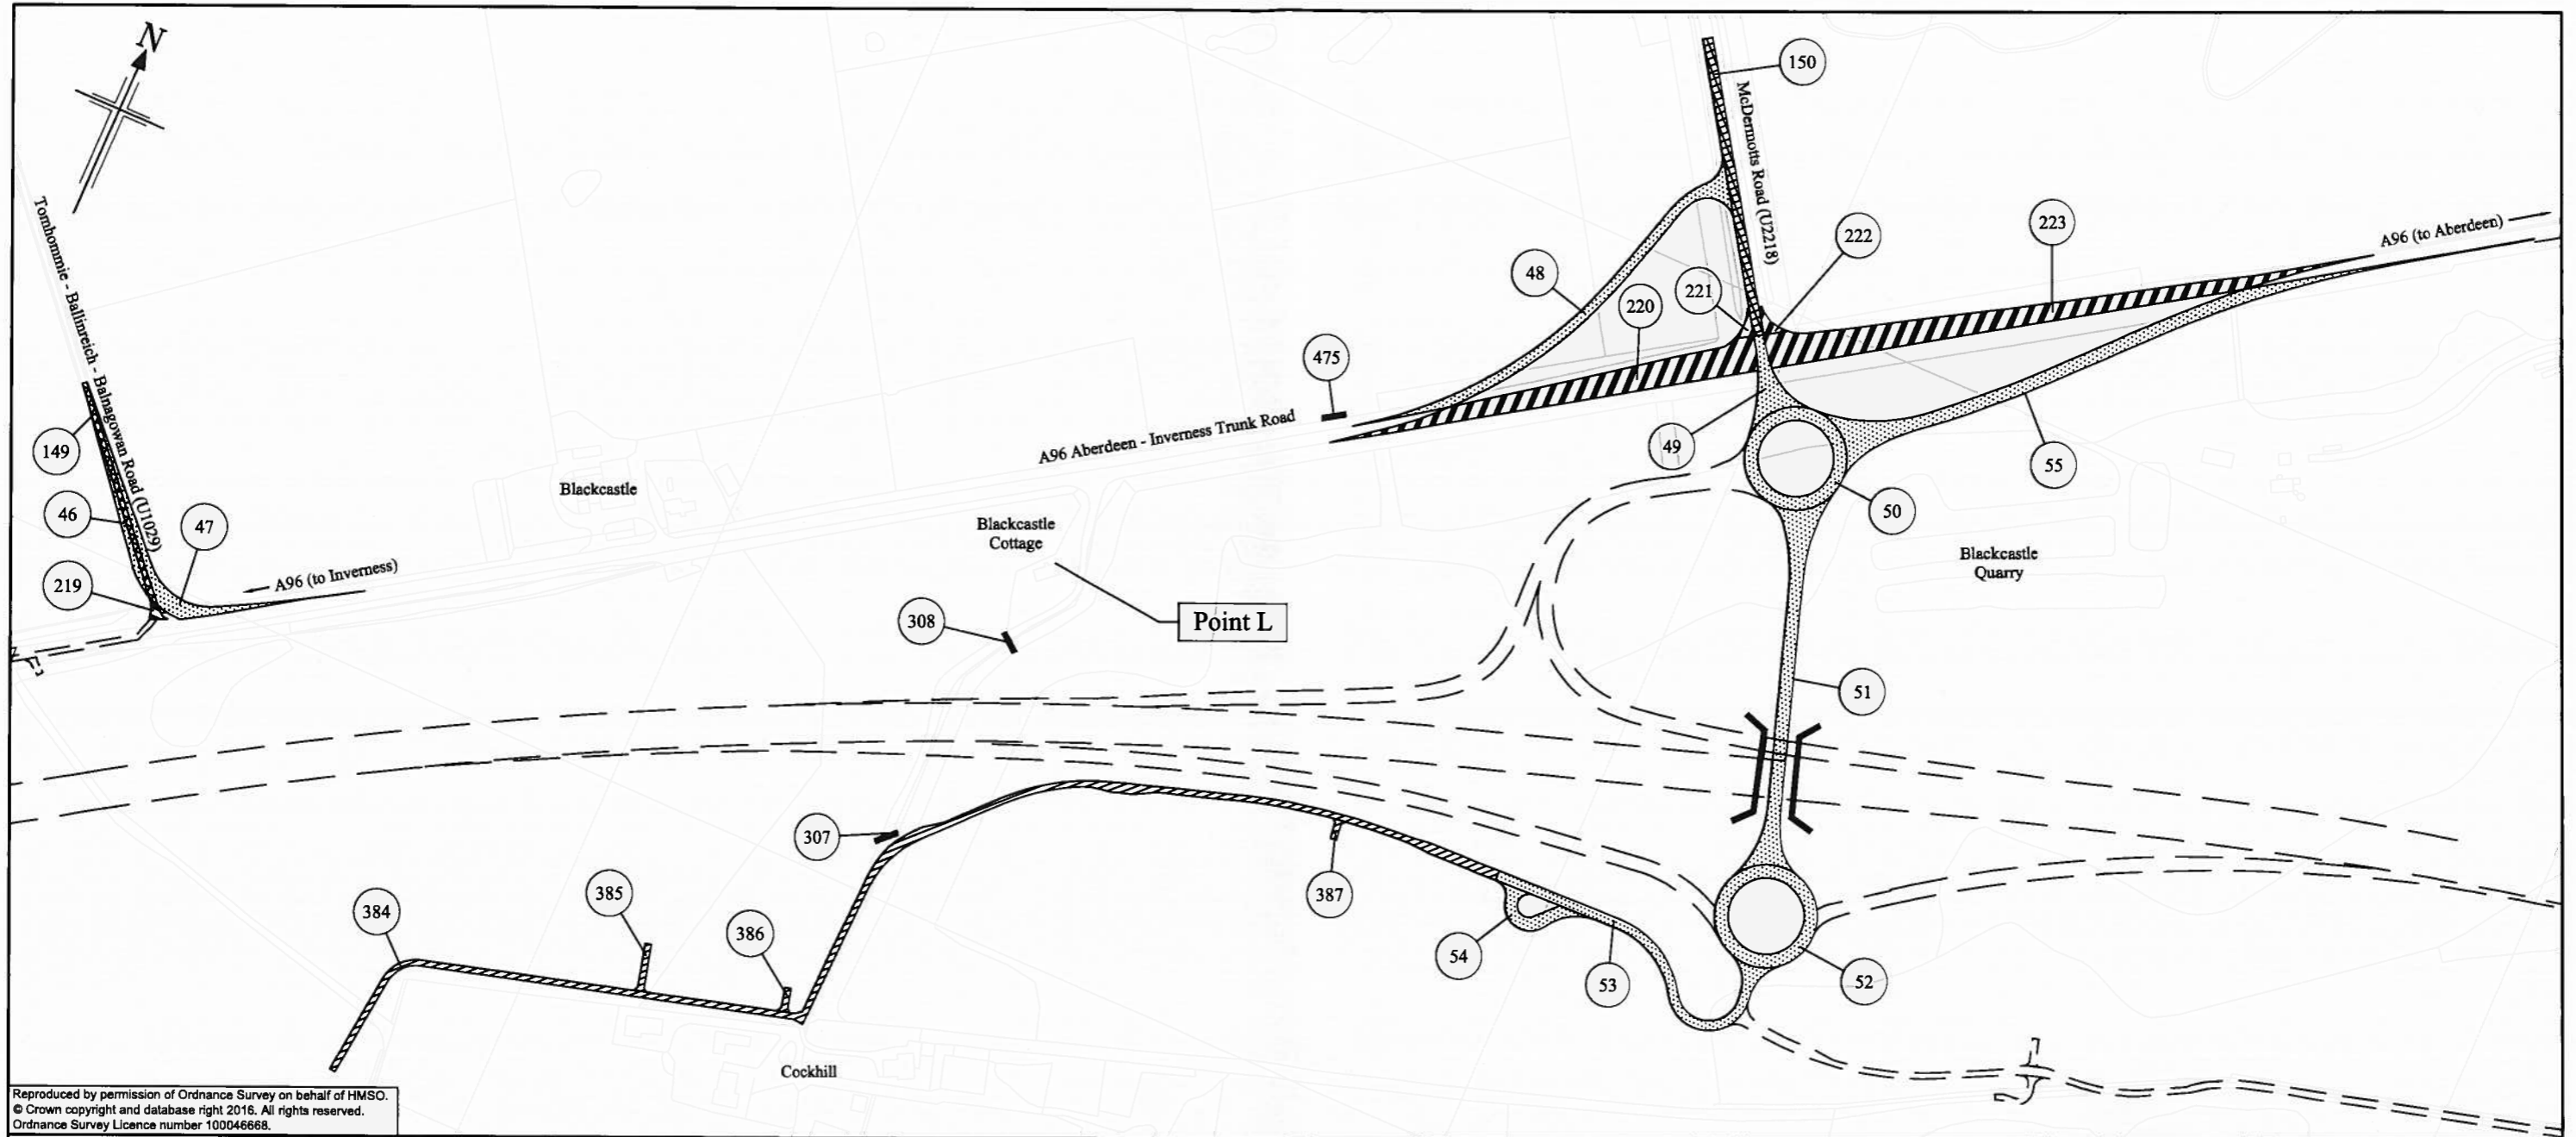 N
150
McDermotts Road (U2218)
223
222
A96 (to Aberdeen)
48
221
220
475
A96 Aberdeen - Inverness Trunk Road
Tomhommie - Ballinreich - Balnagowan Road (U1029)
149
46
47
219
A96 (to Inverness)
Blackcastle
Blackcastle
Cottage
49
55
50
Blackcastle
Quarry
308
Point L
51
307
384
385
386
387
54
53
52
Cockhill
Reproduced by permission of Ordnance Survey on behalf of HMSO.
© Crown copyright and database right 2016. All rights reserved.
Ordnance Survey Licence number 100046668.